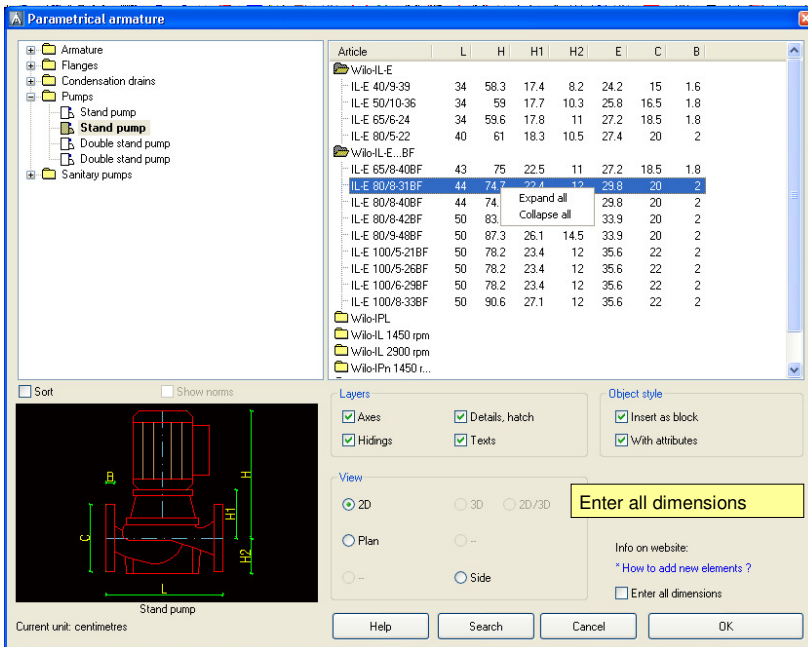 Parametrical armature
Armature
Flanges
Condensation drains
Pumps
Stand pump
Stand pump
Double stand pump
Double stand pump
Sanitary pumps
Article L H H1 H2 E C B
Wilo-IL-E
IL-E 40/9-39 34 58.3 17.4 8.2 24.2 15 1.6
IL-E 50/10-36 34 59 17.7 10.3 25.8 16.5 1.8
IL-E 65/6-24 34 59.6 17.8 11 27.2 18.5 1.8
IL-E 80/5-22 40 61 18.3 10.5 27.4 20 2
Wilo-IL-E...BF
IL-E 65/8-40BF 43 75 22.5 11 27.2 18.5 1.8
IL-E 80/8-31BF 44 74.7 22.4 12 29.8 20 2
IL-E 80/8-40BF 44 74. 29.8 20 2
IL-E 80/8-42BF 50 83. 33.9 20 2
IL-E 80/9-48BF 50 87.3 26.1 14.5 33.9 20 2
IL-E 100/5-21BF 50 78.2 23.4 12 35.6 22 2
IL-E 100/5-26BF 50 78.2 23.4 12 35.6 22 2
IL-E 100/6-29BF 50 78.2 23.4 12 35.6 22 2
IL-E 100/8-33BF 50 90.6 27.1 12 35.6 22 2
Wilo-IPL
Wilo-IL 1450 rpm
Wilo-IL 2900 rpm
Wilo-IPn 1450 r...
Expand all
Collapse all
Sort Show norms
B
H
H1
C
H2
L
Stand pump
Current unit: centimetres
Layers
Axes Details, hatch
Hidings Texts
Object style
Insert as block
With attributes
View
2D 3D 2D/3D
Plan --
-- Side
Enter all dimensions
Info on website:
* How to add new elements ?
Enter all dimensions
Help Search Cancel OK